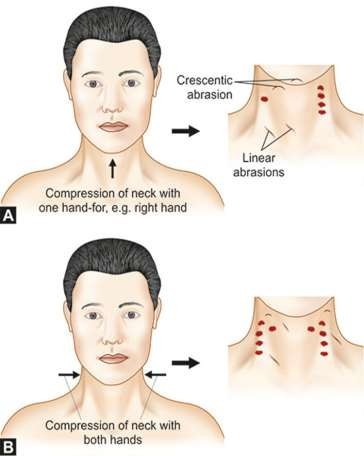 Crescentic
abrasion
Linear
abrasions
Compression of neck with
one hand-for, e.g. right hand
A
Compression of neck with
both hands
B